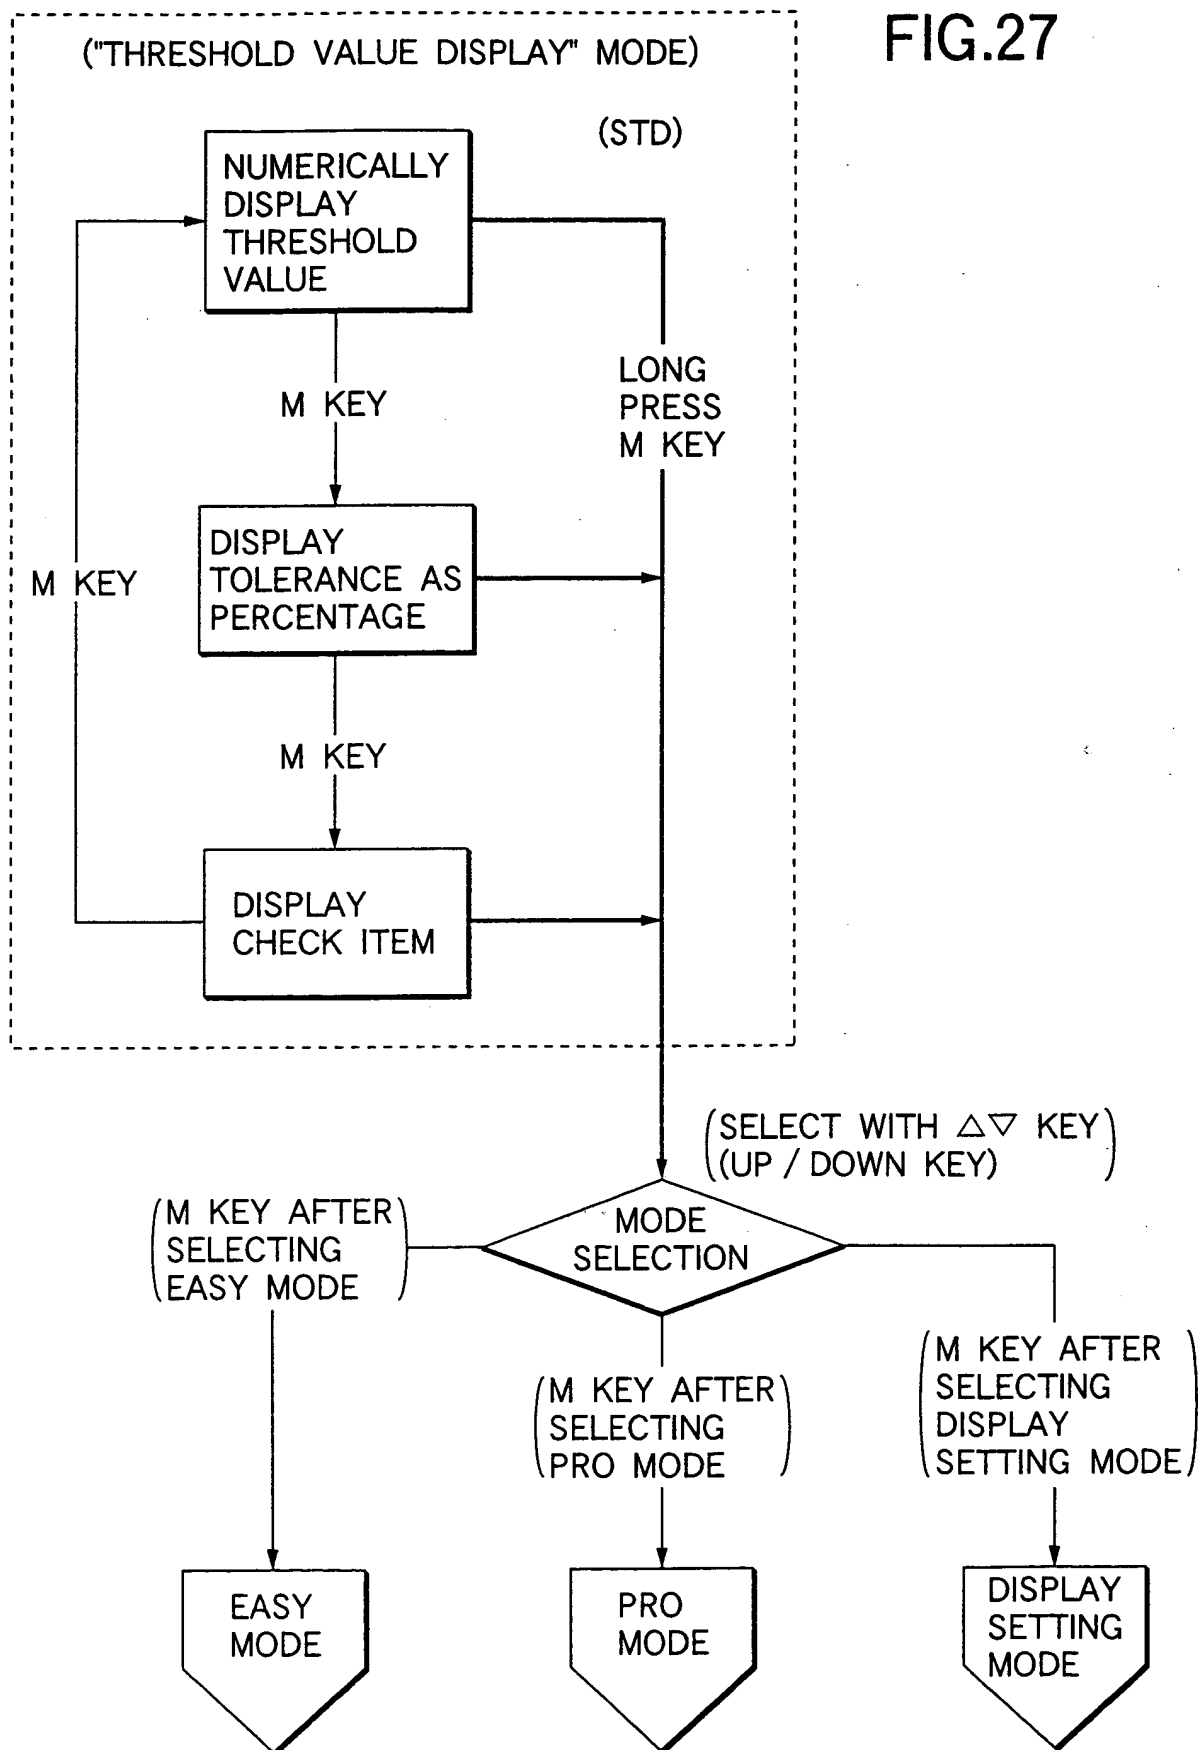 FIG.27
("THRESHOLD VALUE DISPLAY" MODE)
(STD)
NUMERICALLY
DISPLAY
THRESHOLD
VALUE
LONG
PRESS
M KEY
M KEY
DISPLAY
TOLERANCE AS
PERCENTAGE
M KEY
M KEY
DISPLAY
CHECK ITEM
(SELECT WITH △▽ KEY)
(UP / DOWN KEY)
MODE
SELECTION
(M KEY AFTER
SELECTING
EASY MODE)
(M KEY AFTER
SELECTING
PRO MODE)
(M KEY AFTER
SELECTING
DISPLAY
SETTING MODE)
EASY
MODE
PRO
MODE
DISPLAY
SETTING
MODE